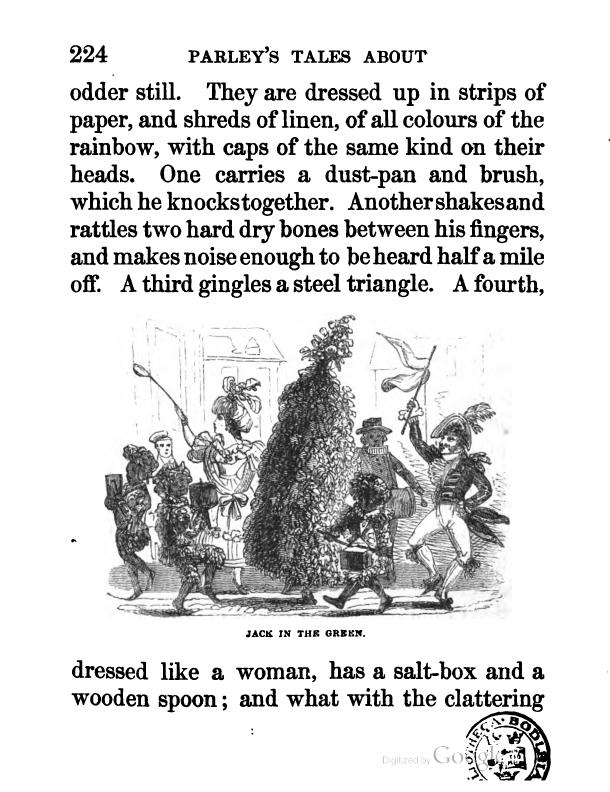 224 PARLEY'S TALES ABOUT
odder still. They are dressed up in strips of
paper, and shreds of linen, of all colours of the
rainbow, with caps of the same kind on their
heads. One carries a dust-pan and brush,
which he knocks together. Another shakes and
rattles two hard dry bones between his fingers,
and makes noise enough to be heard half a mile
off. A third gingles a steel triangle. A fourth,
JACK IN THE GREEN.
dressed like a woman, has a salt-box and a
wooden spoon; and what with the clattering
Digitized by